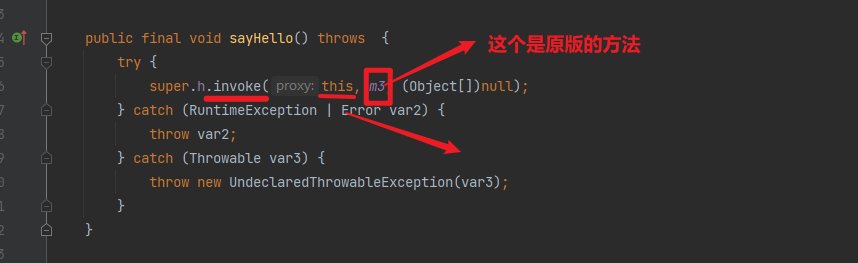 3
4 public final void sayHello() throws  {
这个是原版的方法
5 try {
6 super.h.invoke( proxy: this, m3 (Object[])null);
7 } catch (RuntimeException | Error var2) {
8 throw var2;
9 } catch (Throwable var3) {
0 throw new UndeclaredThrowableException(var3);
1 }
2 }
3